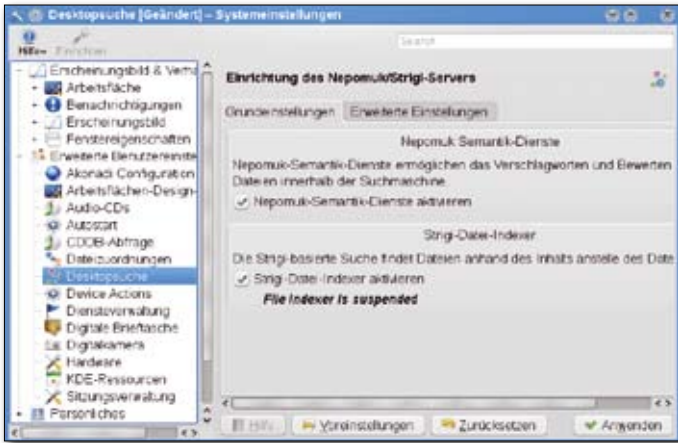 Desktopsuche [Geändert] – Systemeinstellungen
Hilfe
Search
Erscheinungsbild & Verha
Arbeitsfläche
Benachrichtigungen
Erscheinungsbild
Fenstereigenschaften
Erweiterte Benutzereinste
Akonadi Configuration
Arbeitsflächen-Design-
Audio-CDs
Autostart
CDDB-Abfrage
Dateizuordnungen
Desktopsuche
Device Actions
Diensteverwaltung
Digitale Brieftasche
Digitalkamera
Hardware
KDE-Ressourcen
Sitzungsverwaltung
Persönliches
Einrichtung des Nepomuk/Strigi-Servers
Grundeinstellungen
Erweiterte Einstellungen
Nepomuk Semantik-Dienste
Nepomuk-Semantik-Dienste ermöglichen das Verschlagworten und Bewerten
Dateien innerhalb der Suchmaschine.
Nepomuk-Semantik-Dienste aktivieren
Strigi-Datei-Indexer
Die Strigi-basierte Suche findet Dateien anhand des Inhalts anstelle des Date
Strigi-Datei-Indexer aktivieren
File indexer is suspended
Hilfe
Voreinstellungen
Zurücksetzen
Anwenden